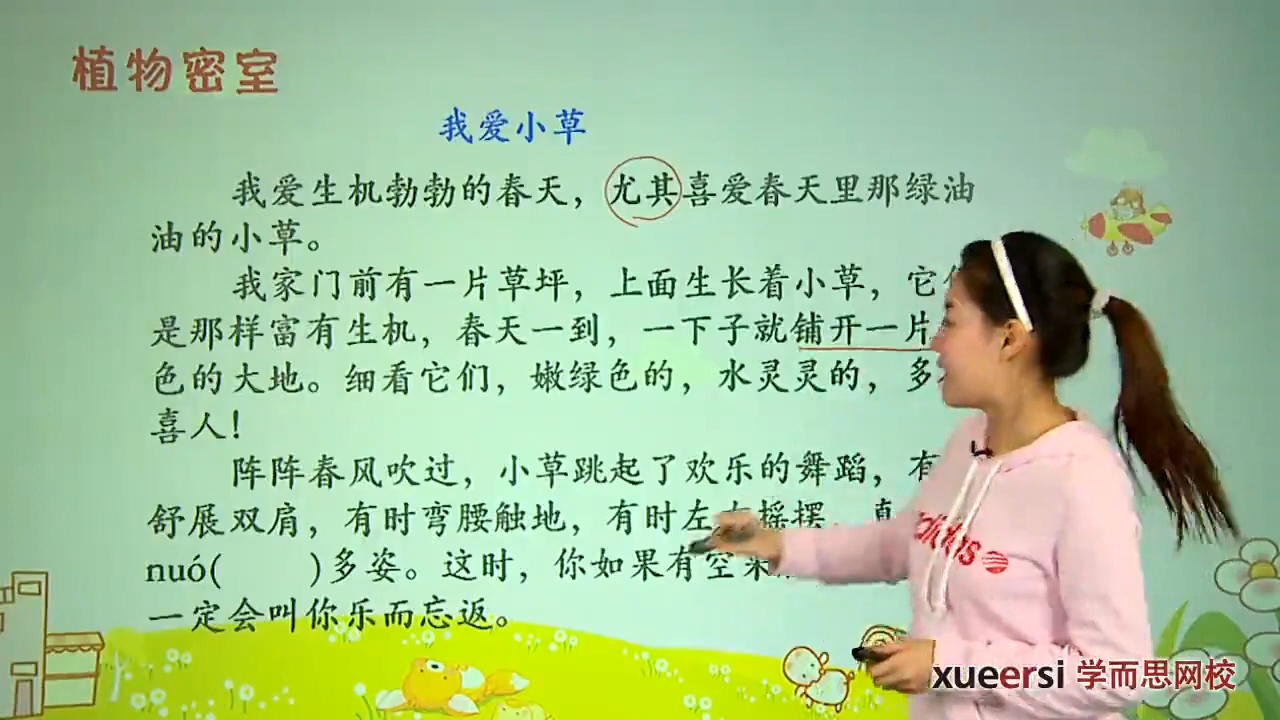 植物密室
我爱小草
我爱生机勃勃的春天，尤其喜爱春天里那绿油
油的小草。
我家门前有一片草坪，上面生长着小草，它
是那样富有生机，春天一到，一下子就铺开一片
色的大地。细看它们，嫩绿色的，水灵灵的，多
喜人！
阵阵春风吹过，小草跳起了欢乐的舞蹈，有
舒展双肩，有时弯腰触地，有时左右摇摆，真
nuó(　　)多姿。这时，你如果有空来
一定会叫你乐而忘返。
xueersi 学而思网校